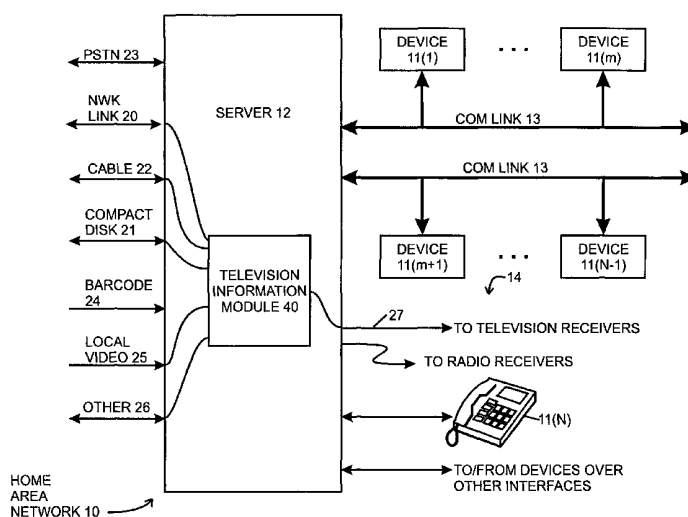 PSTN 23
NWK
LINK 20
CABLE 22
COMPACT
DISK 21
BARCODE
24
LOCAL
VIDEO 25
OTHER 26
HOME
AREA
NETWORK 10
SERVER 12
TELEVISION
INFORMATION
MODULE 40
DEVICE
11(1)
. . .
DEVICE
11(m)
COM LINK 13
COM LINK 13
DEVICE
11(m+1)
. . .
DEVICE
11(N-1)
14
27
TO TELEVISION RECEIVERS
TO RADIO RECEIVERS
11(N)
TO/FROM DEVICES OVER
OTHER INTERFACES